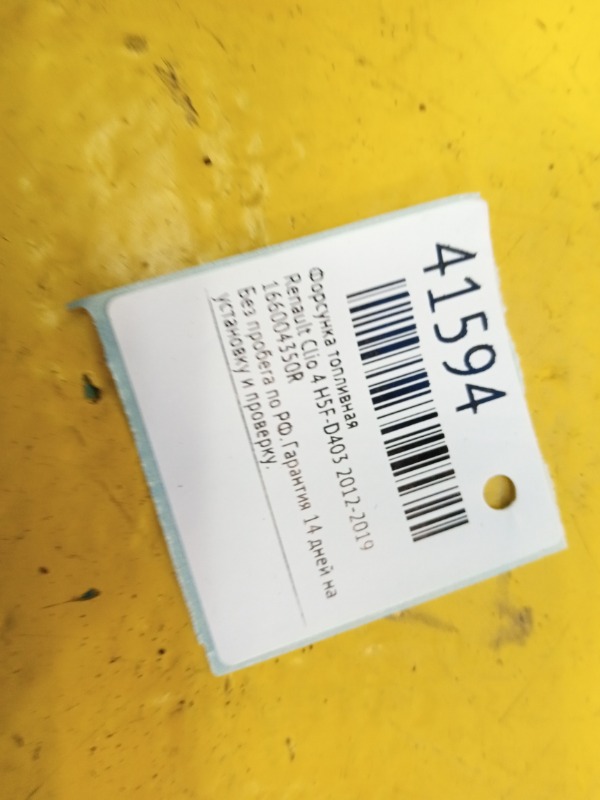 41594
Форсунка топливная
Renault Clio 4 H5F-D403 2012-2019
166004350R
Без пробега по РФ. Гарантия 14 дней на
установку и проверку.